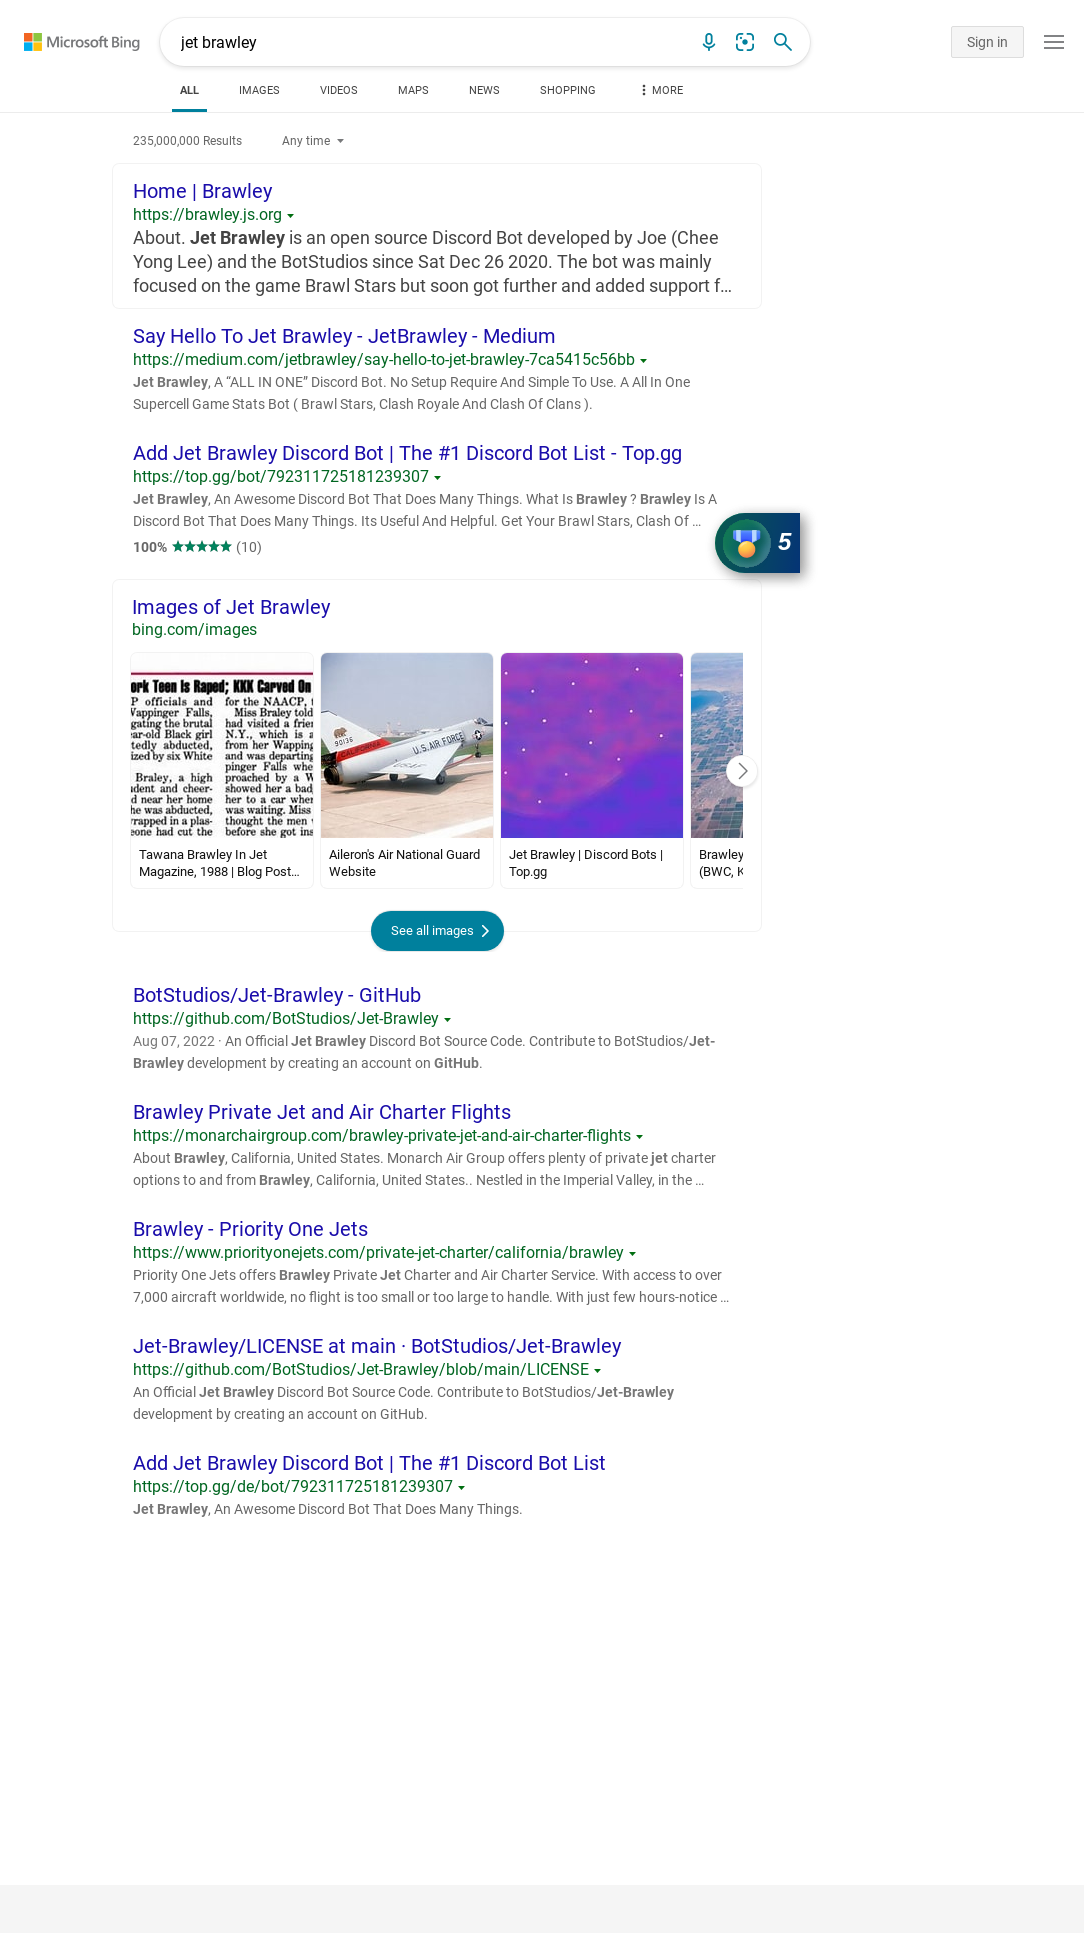 Microsoft Bing
jet brawley
Sign in
ALL
IMAGES
VIDEOS
MAPS
NEWS
SHOPPING
MORE
235,000,000 Results
Any time
Home | Brawley
https://brawley.js.org
About. Jet Brawley is an open source Discord Bot developed by Joe (Chee
Yong Lee) and the BotStudios since Sat Dec 26 2020. The bot was mainly
focused on the game Brawl Stars but soon got further and added support f…
Say Hello To Jet Brawley - JetBrawley - Medium
https://medium.com/jetbrawley/say-hello-to-jet-brawley-7ca5415c56bb
Jet Brawley, A “ALL IN ONE” Discord Bot. No Setup Require And Simple To Use. A All In One
Supercell Game Stats Bot ( Brawl Stars, Clash Royale And Clash Of Clans ).
Add Jet Brawley Discord Bot | The #1 Discord Bot List - Top.gg
https://top.gg/bot/792311725181239307
Jet Brawley, An Awesome Discord Bot That Does Many Things. What Is Brawley ? Brawley Is A
Discord Bot That Does Many Things. Its Useful And Helpful. Get Your Brawl Stars, Clash Of …
5
100% ★★★★★ (10)
Images of Jet Brawley
bing.com/images
ork Teen Is Raped; KKK Carved On
P officials and
Wappinger Falls,
gating the brutal
ear-old Black girl
tedly abducted,
ized by six White
Braley, a high
dent and cheer-
d near her home
he was abducted,
wrapped in a plas-
eone had cut the
for the NAACP, t
Miss Braley told
had visited a frien
N.Y., which is a
from her Wapping
and was departing
pinger Falls whe
proached by a W
showed her a badg
her to a car wher
was waiting. Miss
thought the men w
before she got ins
90136
CALIFORNIA
U.S. AIR FORCE
USAF
Tawana Brawley In Jet
Magazine, 1988 | Blog Post…
Aileron's Air National Guard
Website
Jet Brawley | Discord Bots |
Top.gg
Brawley
(BWC, K
See all images
BotStudios/Jet-Brawley - GitHub
https://github.com/BotStudios/Jet-Brawley
Aug 07, 2022 · An Official Jet Brawley Discord Bot Source Code. Contribute to BotStudios/Jet-
Brawley development by creating an account on GitHub.
Brawley Private Jet and Air Charter Flights
https://monarchairgroup.com/brawley-private-jet-and-air-charter-flights
About Brawley, California, United States. Monarch Air Group offers plenty of private jet charter
options to and from Brawley, California, United States.. Nestled in the Imperial Valley, in the …
Brawley - Priority One Jets
https://www.priorityonejets.com/private-jet-charter/california/brawley
Priority One Jets offers Brawley Private Jet Charter and Air Charter Service. With access to over
7,000 aircraft worldwide, no flight is too small or too large to handle. With just few hours-notice …
Jet-Brawley/LICENSE at main · BotStudios/Jet-Brawley
https://github.com/BotStudios/Jet-Brawley/blob/main/LICENSE
An Official Jet Brawley Discord Bot Source Code. Contribute to BotStudios/Jet-Brawley
development by creating an account on GitHub.
Add Jet Brawley Discord Bot | The #1 Discord Bot List
https://top.gg/de/bot/792311725181239307
Jet Brawley, An Awesome Discord Bot That Does Many Things.